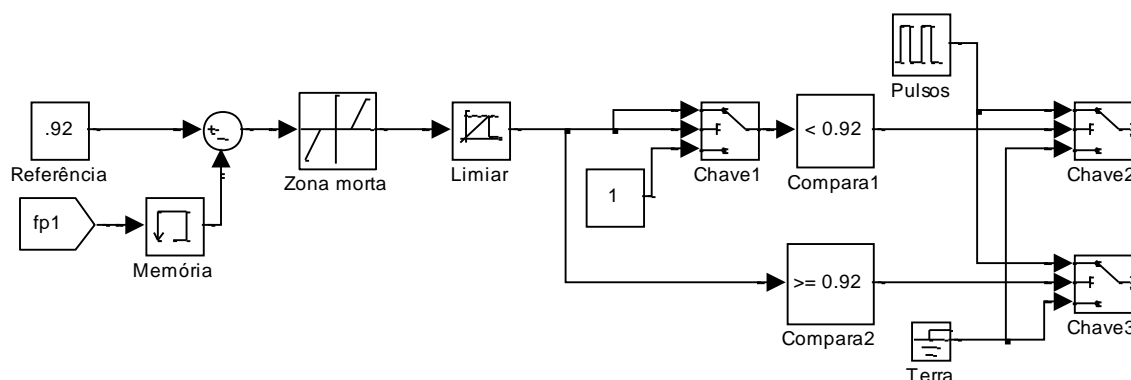 Pulsos
.92
Referência
Zona morta
Limiar
Chave1
< 0.92
Compara1
Chave2
1
fp1
Memória
>= 0.92
Compara2
Chave3
Terra